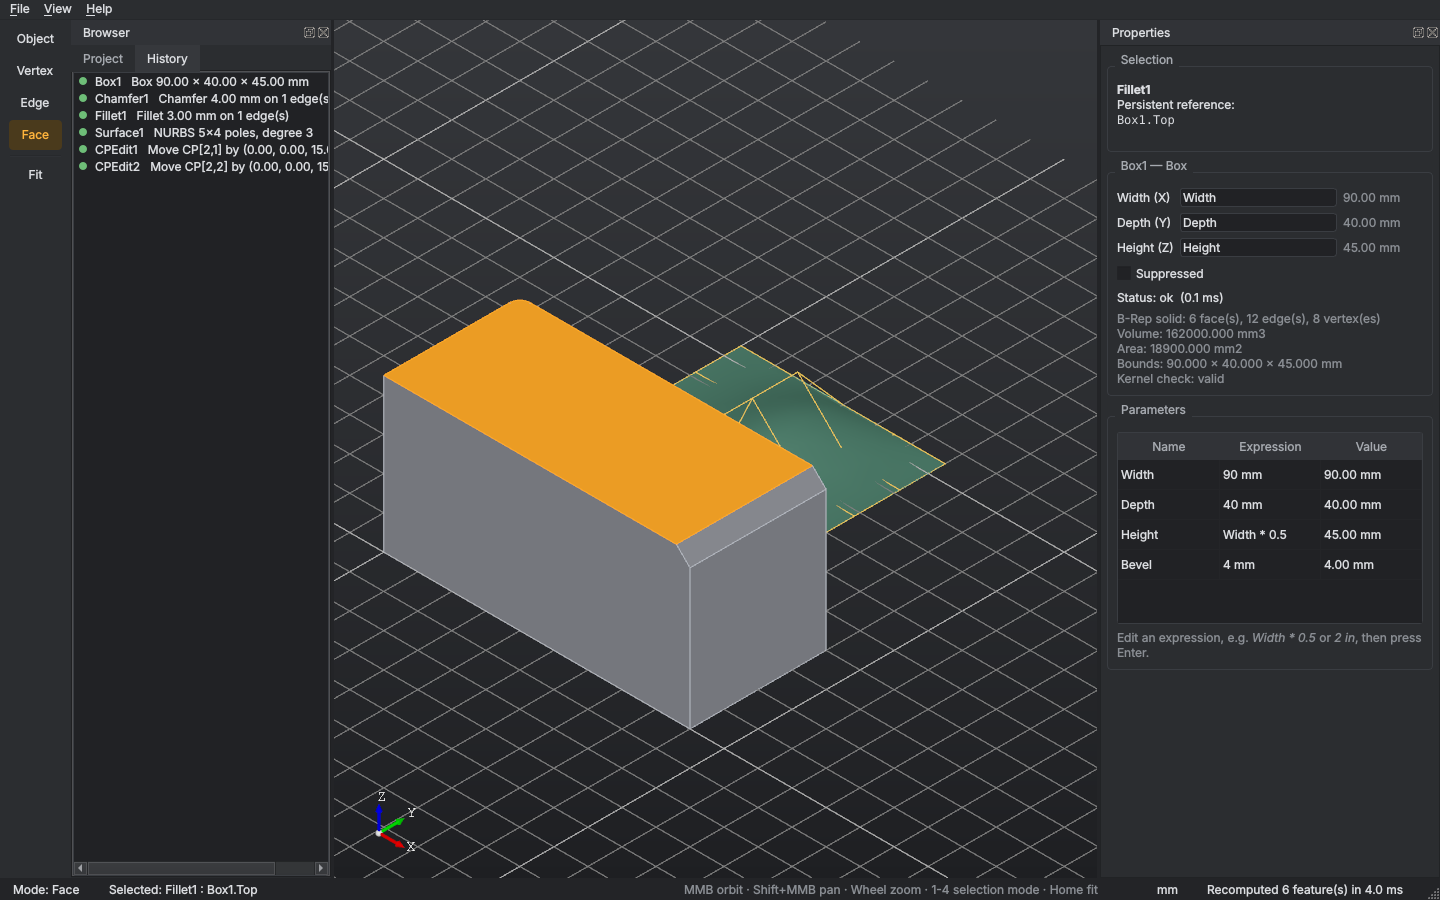 File View Help
Object
Vertex
Edge
Face
Fit
Browser
Project History
Box1 Box 90.00 × 40.00 × 45.00 mm
Chamfer1 Chamfer 4.00 mm on 1 edge(s
Fillet1 Fillet 3.00 mm on 1 edge(s)
Surface1 NURBS 5×4 poles, degree 3
CPEdit1 Move CP[2,1] by (0.00, 0.00, 15.0
CPEdit2 Move CP[2,2] by (0.00, 0.00, 15
Z
Y
X
Properties
Selection
Fillet1
Persistent reference:
Box1.Top
Box1 — Box
Width (X) Width 90.00 mm
Depth (Y) Depth 40.00 mm
Height (Z) Height 45.00 mm
Suppressed
Status: ok (0.1 ms)
B-Rep solid: 6 face(s), 12 edge(s), 8 vertex(es)
Volume: 162000.000 mm3
Area: 18900.000 mm2
Bounds: 90.000 × 40.000 × 45.000 mm
Kernel check: valid
Parameters
Name Expression Value
Width 90 mm 90.00 mm
Depth 40 mm 40.00 mm
Height Width * 0.5 45.00 mm
Bevel 4 mm 4.00 mm
Edit an expression, e.g. Width * 0.5 or 2 in, then press
Enter.
Mode: Face Selected: Fillet1 : Box1.Top MMB orbit · Shift+MMB pan · Wheel zoom · 1-4 selection mode · Home fit mm Recomputed 6 feature(s) in 4.0 ms